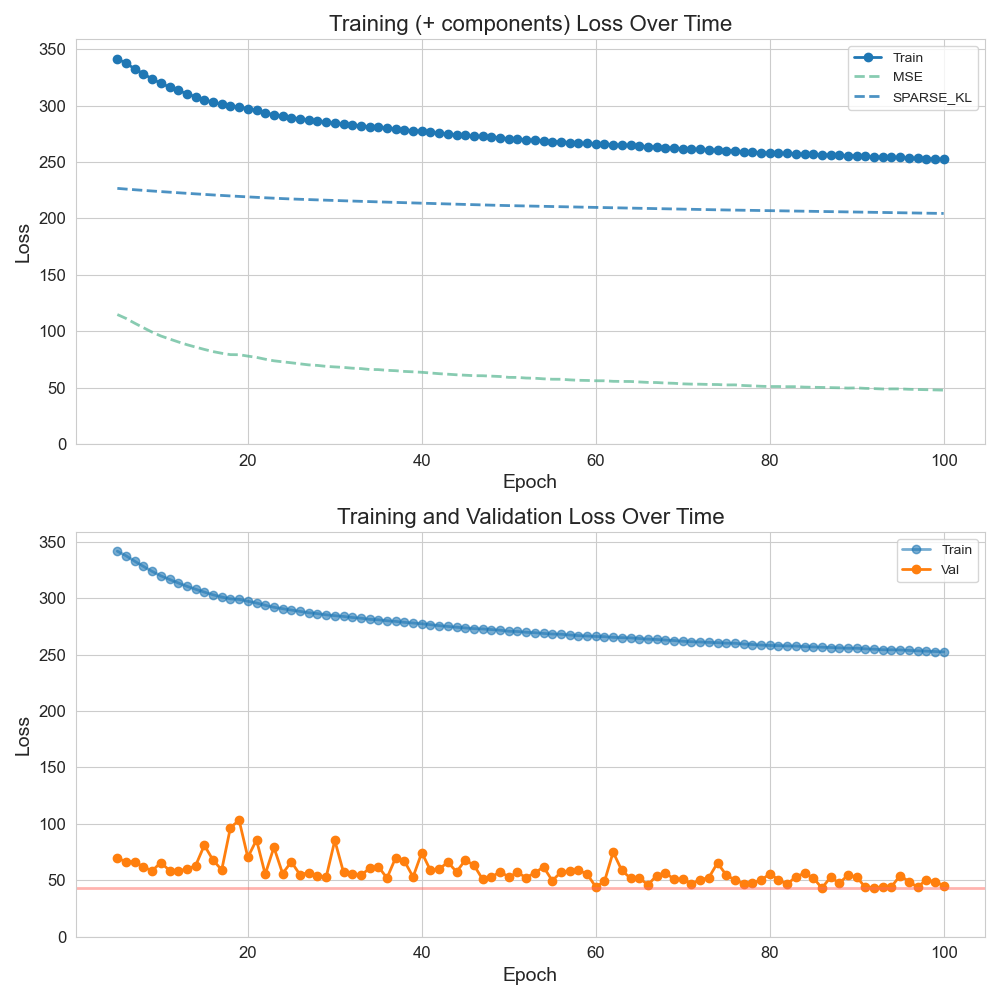 Training (+ components) Loss Over Time
350
300
250
200
150
100
50
0
Loss
Train
MSE
SPARSE_KL
20
40
60
80
100
Epoch
Training and Validation Loss Over Time
350
300
250
200
150
100
50
0
Loss
Train
Val
20
40
60
80
100
Epoch